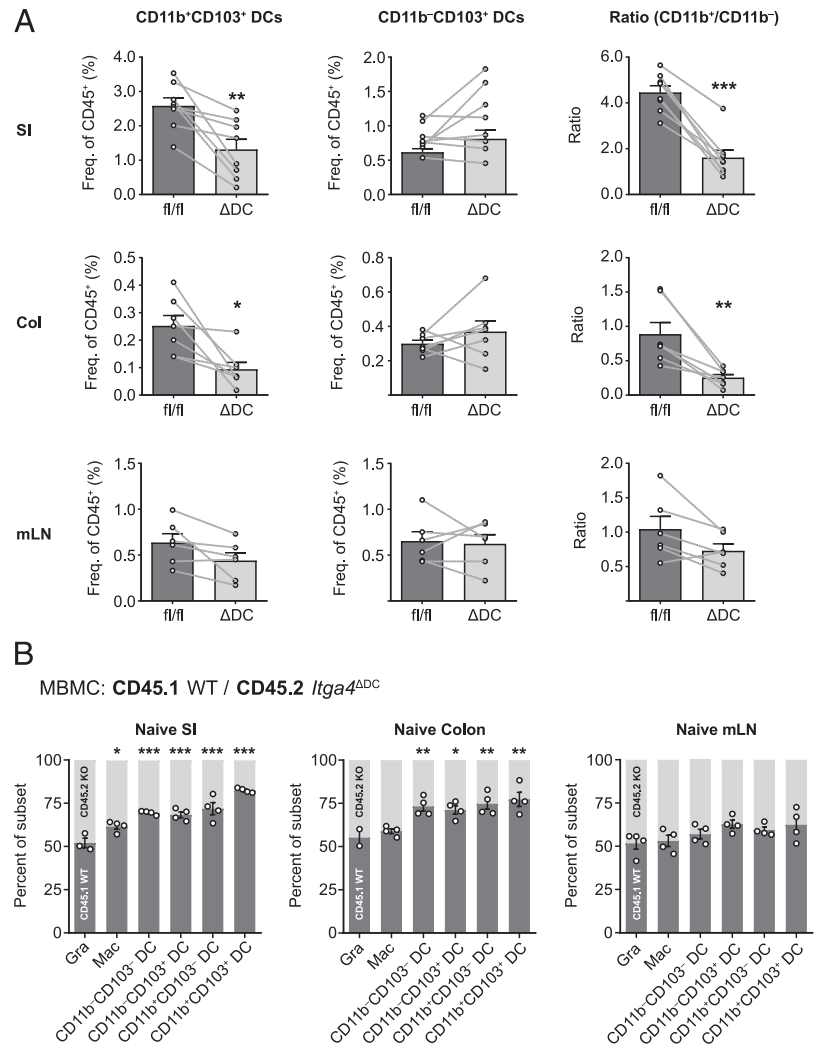 A
CD11b⁺CD103⁺ DCs
CD11b⁻CD103⁺ DCs
Ratio (CD11b⁺/CD11b⁻)
SI
Freq. of CD45⁺ (%)
4.0
3.0
2.0
1.0
0.0
**
fl/fl
ΔDC
Freq. of CD45⁺ (%)
2.0
1.5
1.0
0.5
0.0
fl/fl
ΔDC
Ratio
6.0
4.0
2.0
0.0
***
fl/fl
ΔDC
Col
Freq. of CD45⁺ (%)
0.5
0.4
0.3
0.2
0.1
0.0
*
fl/fl
ΔDC
Freq. of CD45⁺ (%)
0.8
0.6
0.4
0.2
fl/fl
ΔDC
Ratio
2.0
1.5
1.0
0.5
0.0
**
fl/fl
ΔDC
mLN
Freq. of CD45⁺ (%)
1.5
1.0
0.5
0.0
fl/fl
ΔDC
Freq. of CD45⁺ (%)
1.5
1.0
0.5
fl/fl
ΔDC
Ratio
2.0
1.5
1.0
0.5
fl/fl
ΔDC
B
MBMC: CD45.1 WT / CD45.2 Itga4ᐃDC
Naive SI
Percent of subset
100
75
50
25
0
* *** *** *** ***
CD45.2 KO
CD45.1 WT
Gra
Mac
CD11b⁻CD103⁻ DC
CD11b⁻CD103⁺ DC
CD11b⁺CD103⁻ DC
CD11b⁺CD103⁺ DC
Naive Colon
Percent of subset
100
75
50
25
0
** * ** **
CD45.2 KO
CD45.1 WT
Gra
Mac
CD11b⁻CD103⁻ DC
CD11b⁻CD103⁺ DC
CD11b⁺CD103⁻ DC
CD11b⁺CD103⁺ DC
Naive mLN
Percent of subset
100
75
50
25
0
CD45.2 KO
CD45.1 WT
Gra
Mac
CD11b⁻CD103⁻ DC
CD11b⁻CD103⁺ DC
CD11b⁺CD103⁻ DC
CD11b⁺CD103⁺ DC